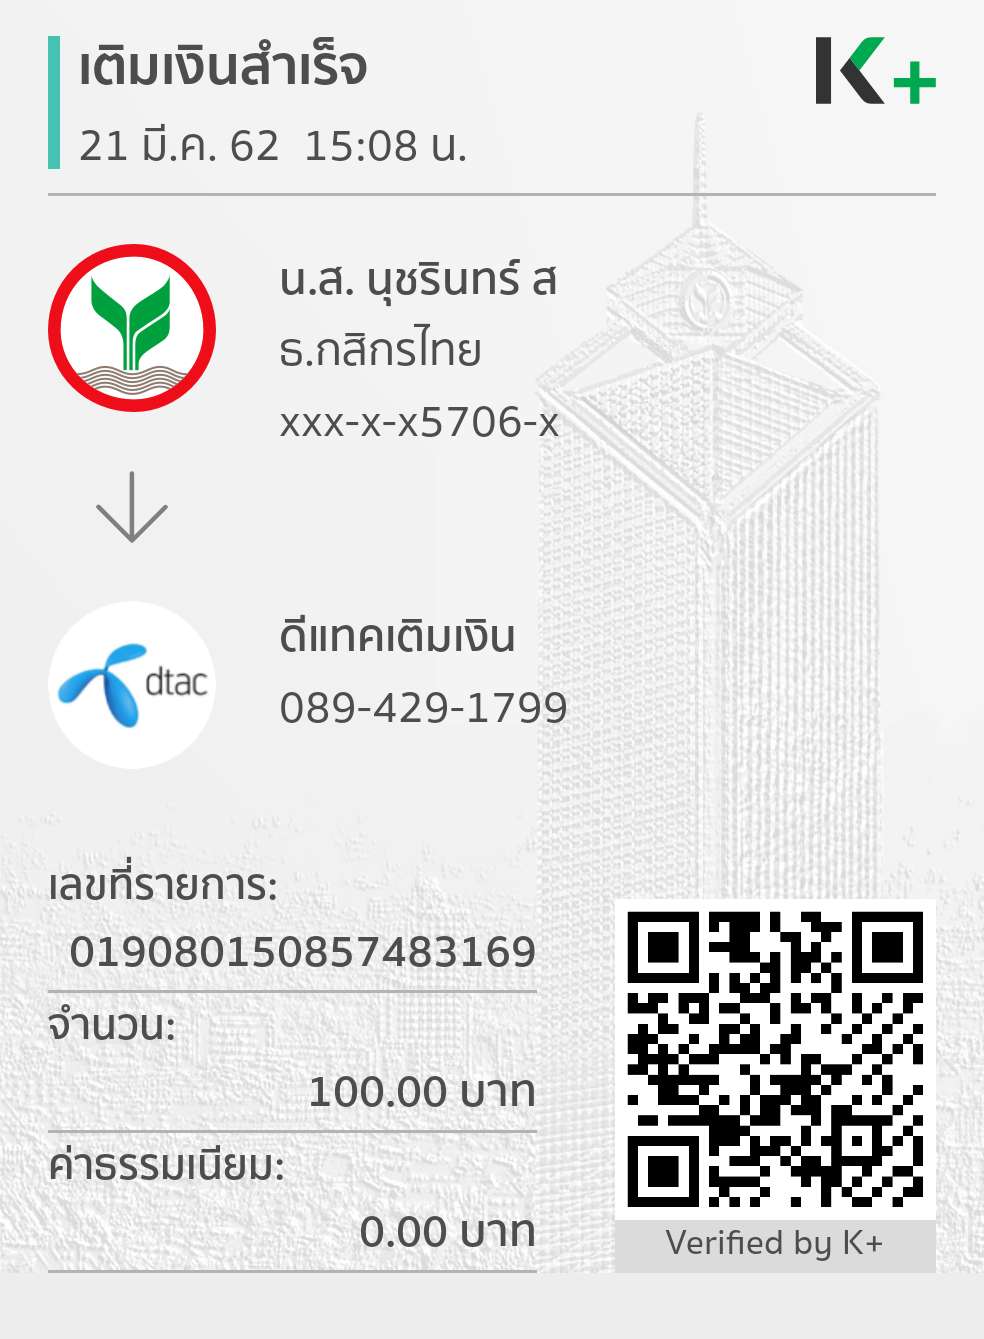 เติมเงินสำเร็จ
21 มี.ค. 62 15:08 น.
K+
น.ส. นุชรินทร์ ส
ธ.กสิกรไทย
xxx-x-x5706-x
dtac
ดีแทคเติมเงิน
089-429-1799
เลขที่รายการ:
019080150857483169
จำนวน:
100.00 บาท
ค่าธรรมเนียม:
0.00 บาท
Verified by K+